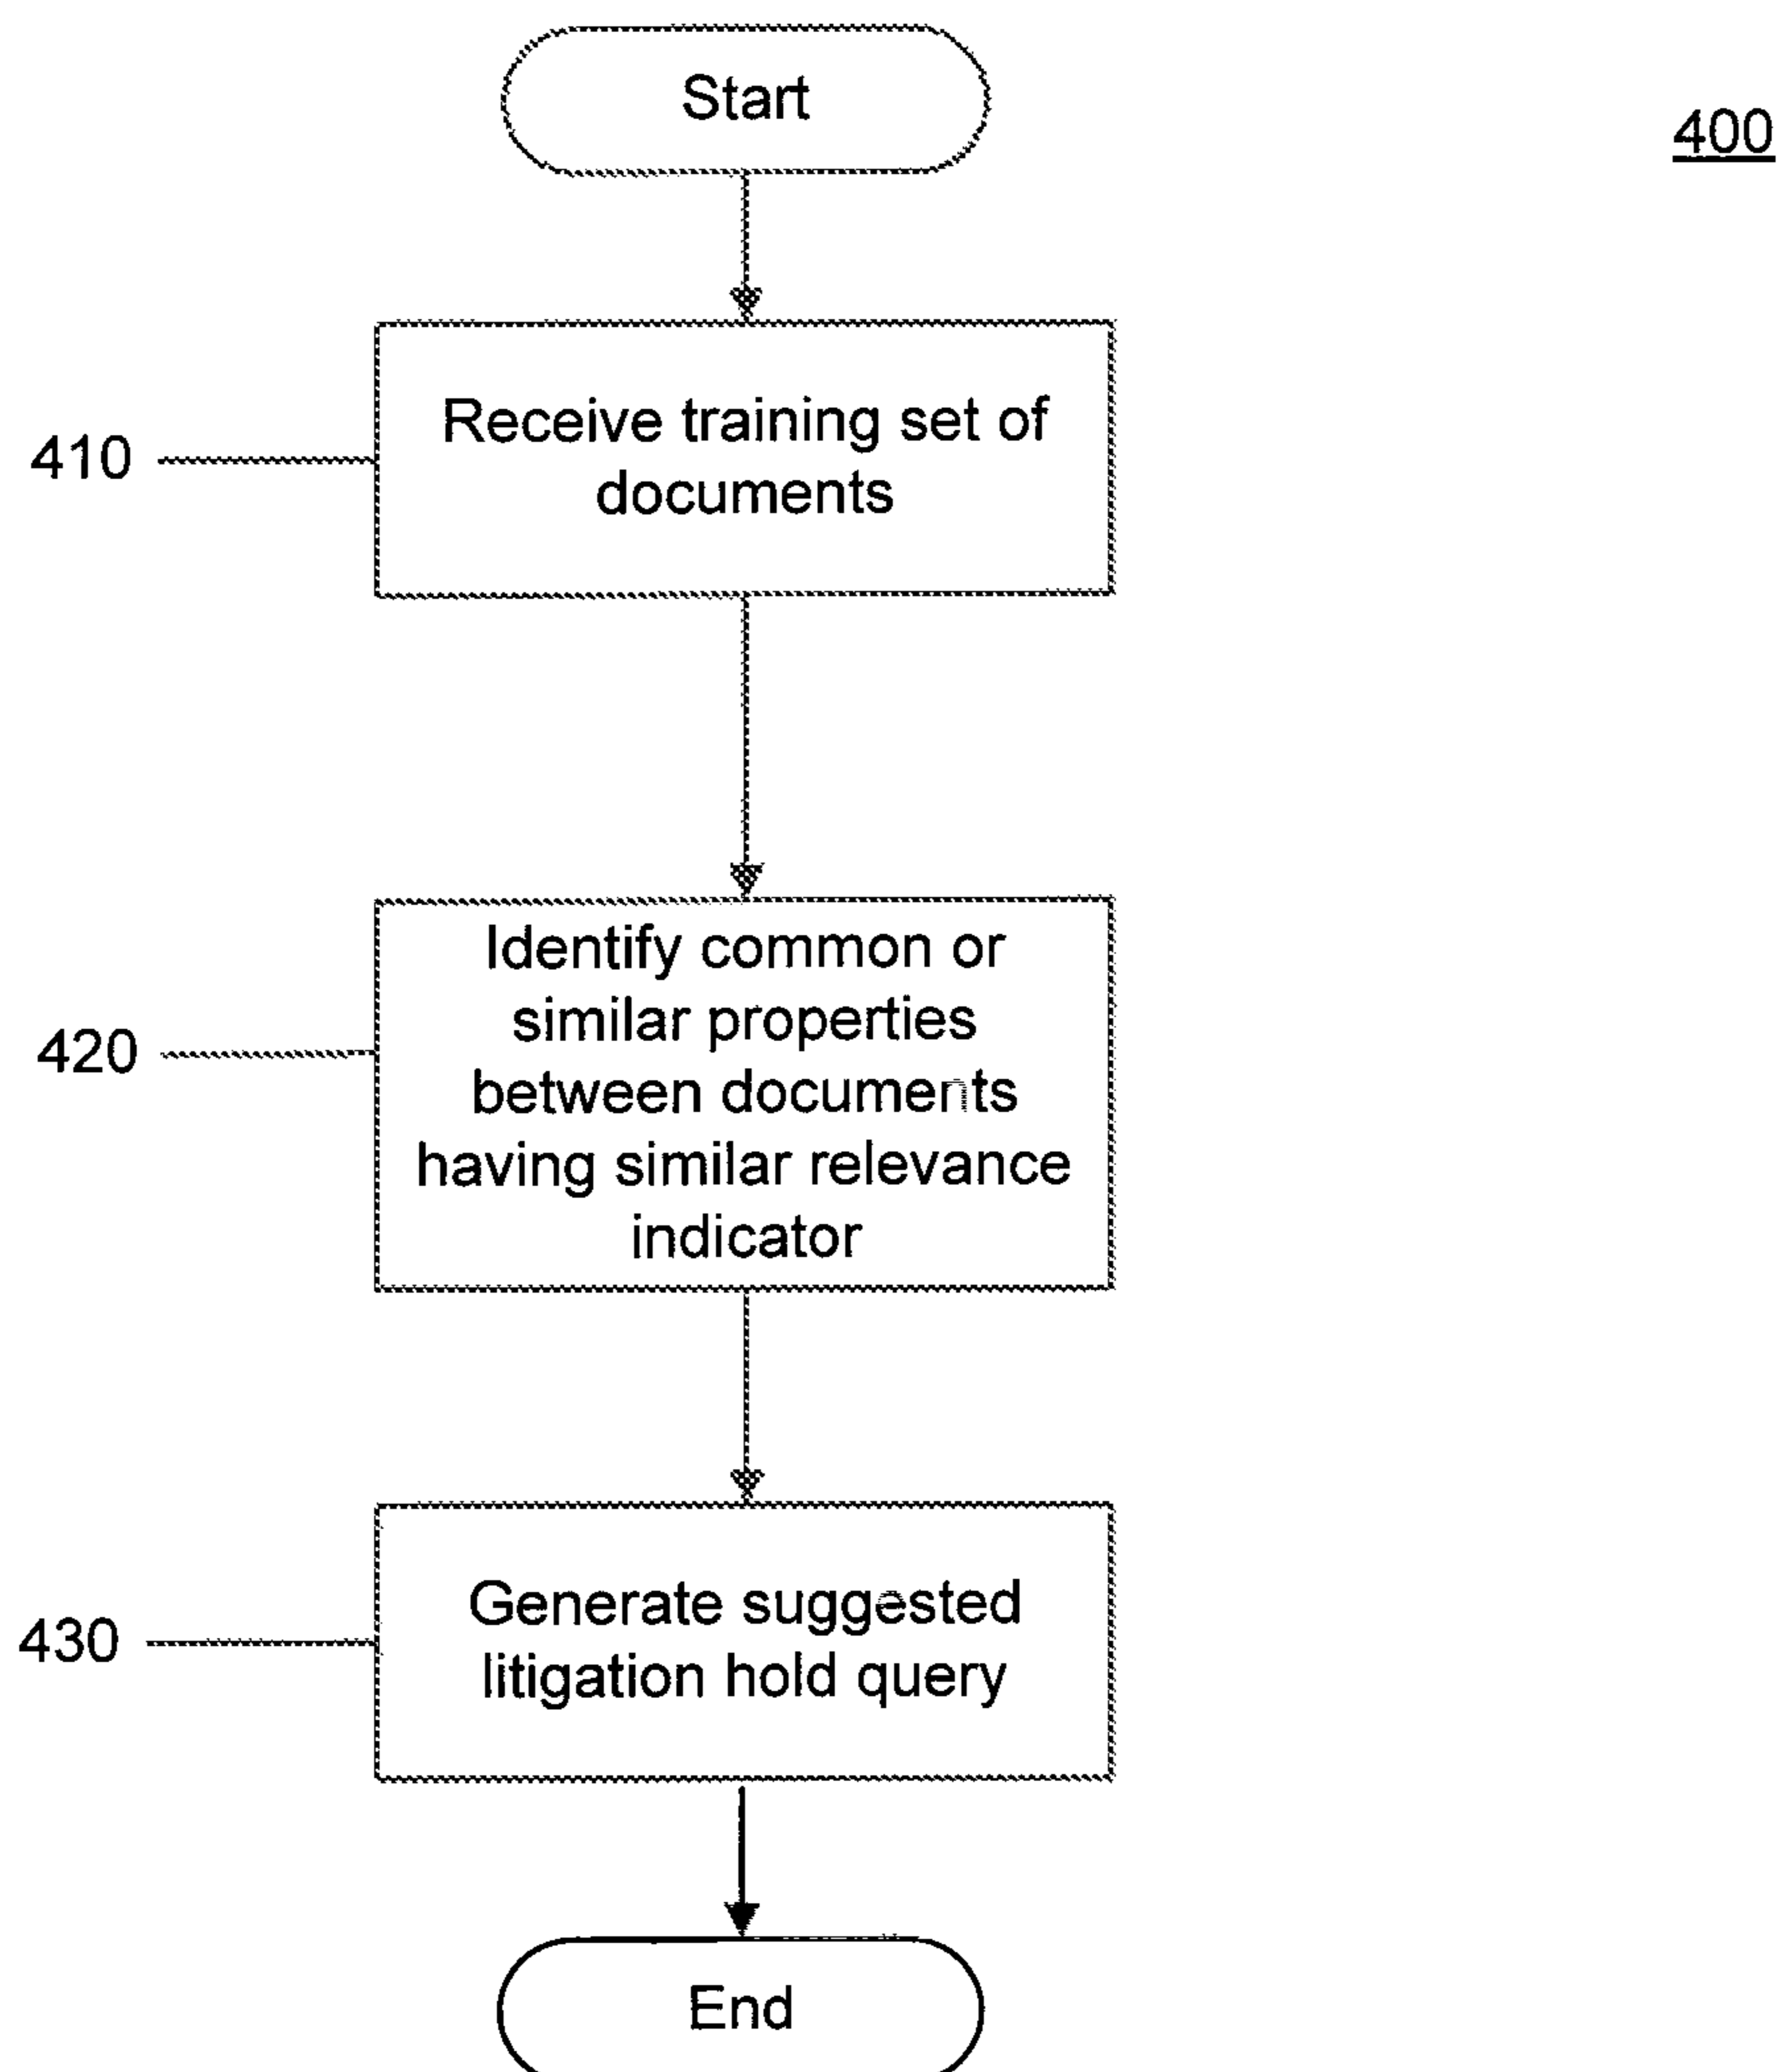 Start
400
Receive training set of
documents
410
Identify common or
similar properties
between documents
having similar relevance
indicator
420
Generate suggested
litigation hold query
430
End